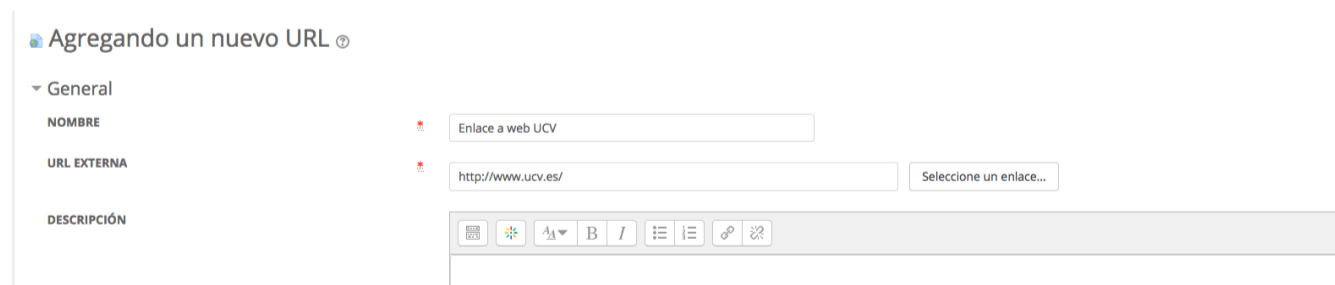 Agregando un nuevo URL
General
NOMBRE
Enlace a web UCV
URL EXTERNA
http://www.ucv.es/
Seleccione un enlace...
DESCRIPCIÓN
B I